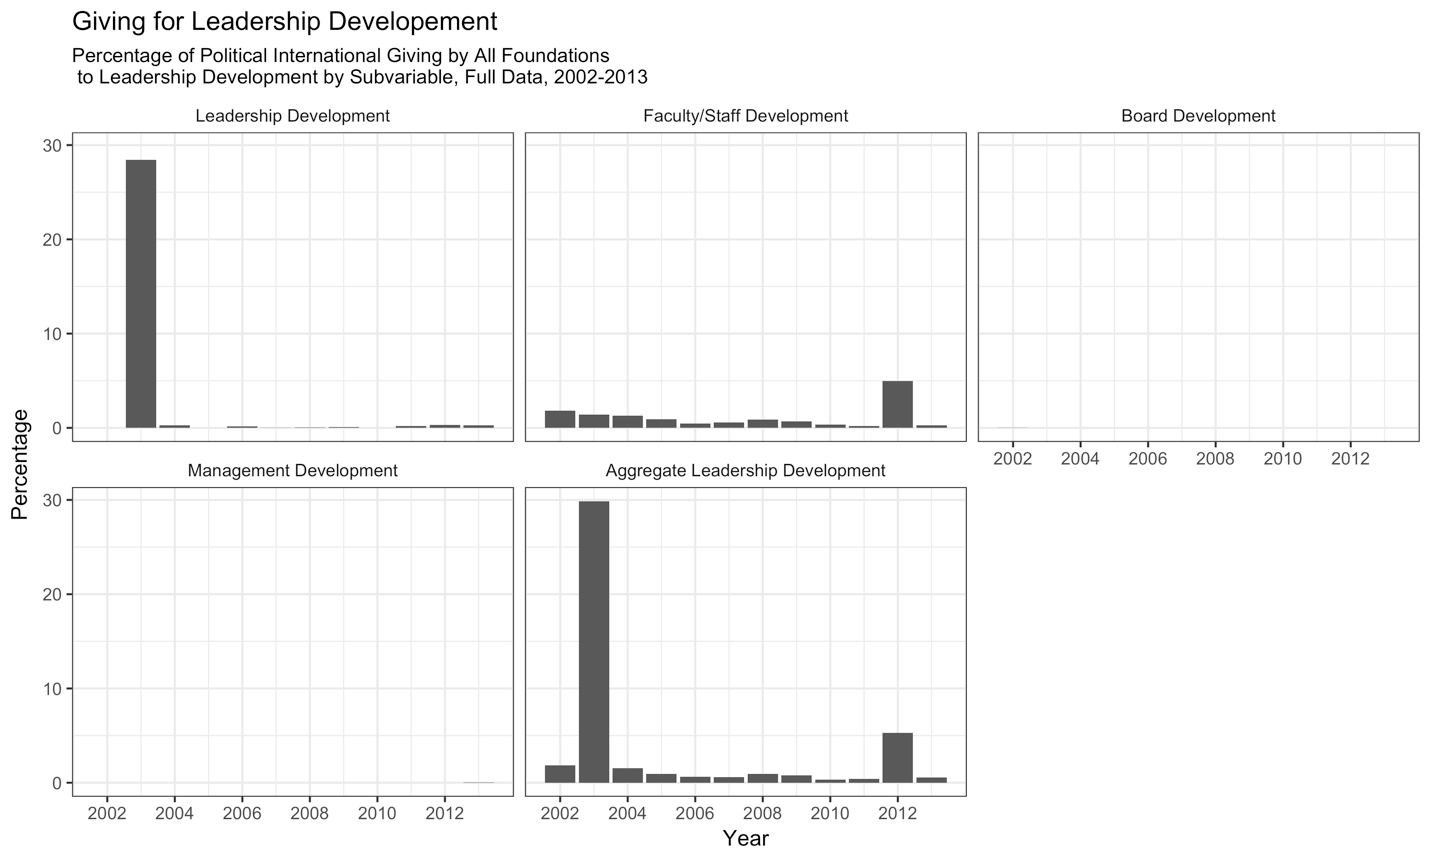 Giving for Leadership Developement
Percentage of Political International Giving by All Foundations
to Leadership Development by Subvariable, Full Data, 2002-2013
Leadership Development
Faculty/Staff Development
Board Development
30
20
10
0
2002 2004 2006 2008 2010 2012
Percentage
Management Development
Aggregate Leadership Development
30
20
10
0
2002 2004 2006 2008 2010 2012
2002 2004 2006 2008 2010 2012
Year